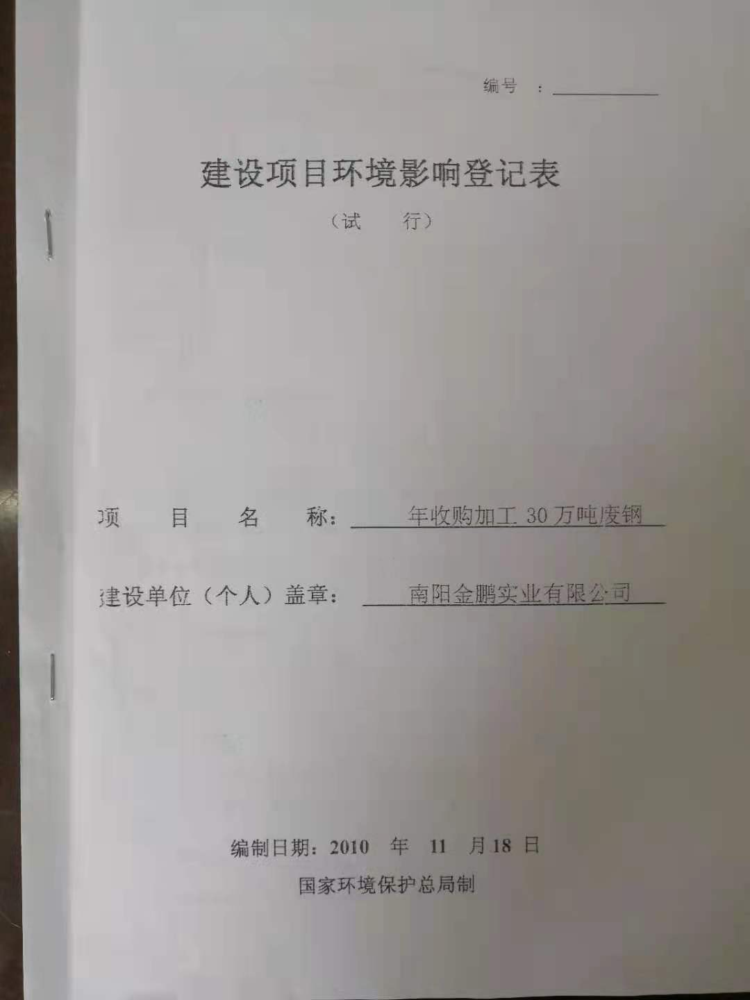 编号 ：
建设项目环境影响登记表
（试 行）
项 目 名 称： 年收购加工 30 万吨废钢
建设单位（个人）盖章： 南阳金鹏实业有限公司
编制日期：2010 年 11 月 18 日
国家环境保护总局制